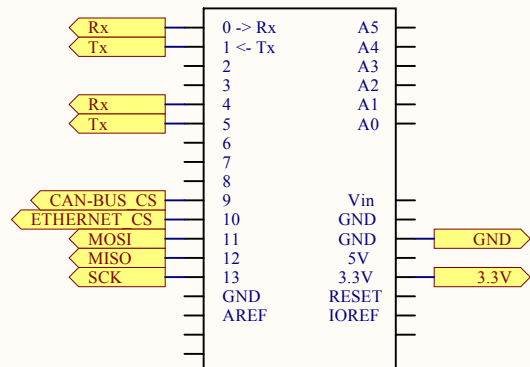 Rx 0 -> Rx A5
Tx 1 <- Tx A4
2 A3
3 A2
Rx 4 A1
Tx 5 A0
6
7
8
CAN-BUS_CS 9 Vin
ETHERNET_CS 10 GND
MOSI 11 GND GND
MISO 12 5V
SCK 13 3.3V 3.3V
GND RESET
AREF IOREF